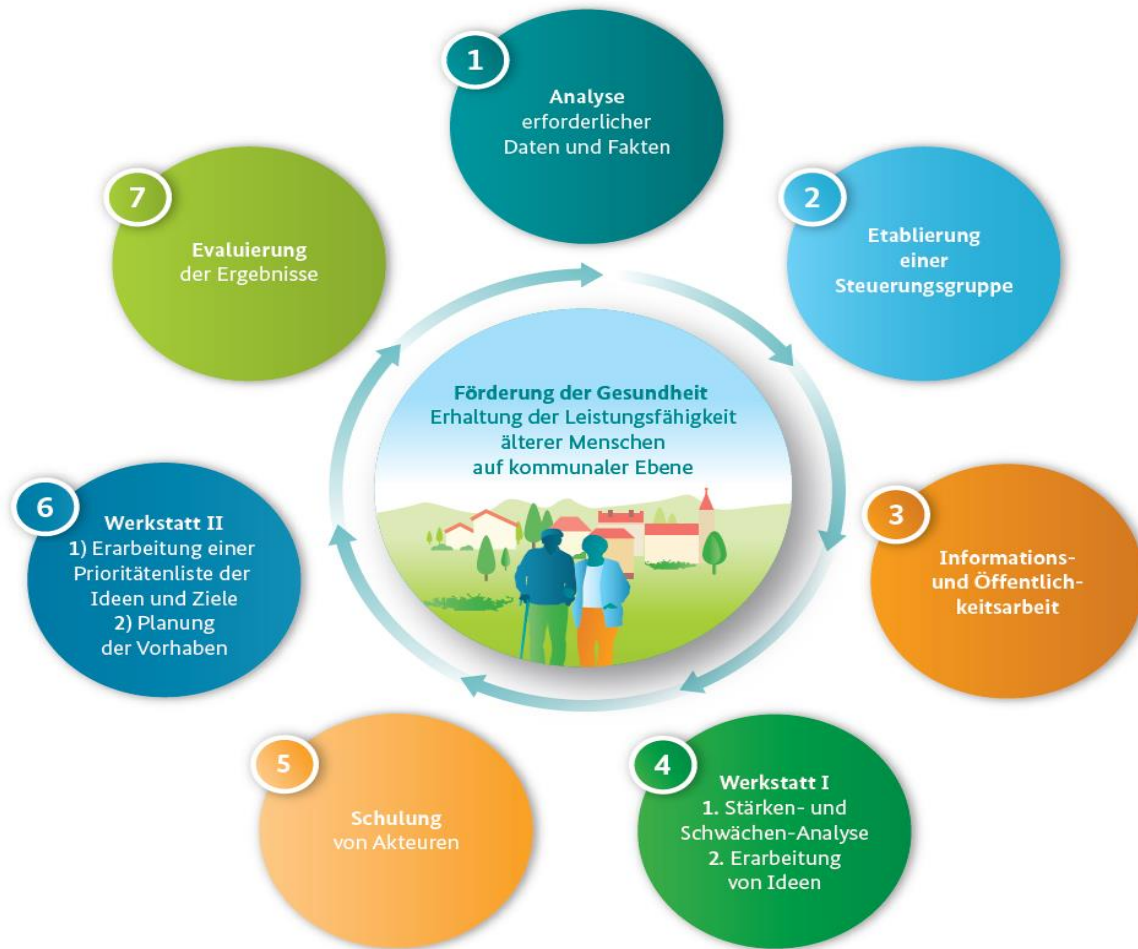 1
Analyse
erforderlicher
Daten und Fakten
2
Etablierung
einer
Steuerungsgruppe
3
Informations-
und Öffentlich-
keitsarbeit
4
Werkstatt I
1. Stärken- und
Schwächen-Analyse
2. Erarbeitung
von Ideen
5
Schulung
von Akteuren
6
Werkstatt II
1) Erarbeitung einer
Prioritätenliste der
Ideen und Ziele
2) Planung
der Vorhaben
7
Evaluierung
der Ergebnisse
Förderung der Gesundheit
Erhaltung der Leistungsfähigkeit
älterer Menschen
auf kommunaler Ebene